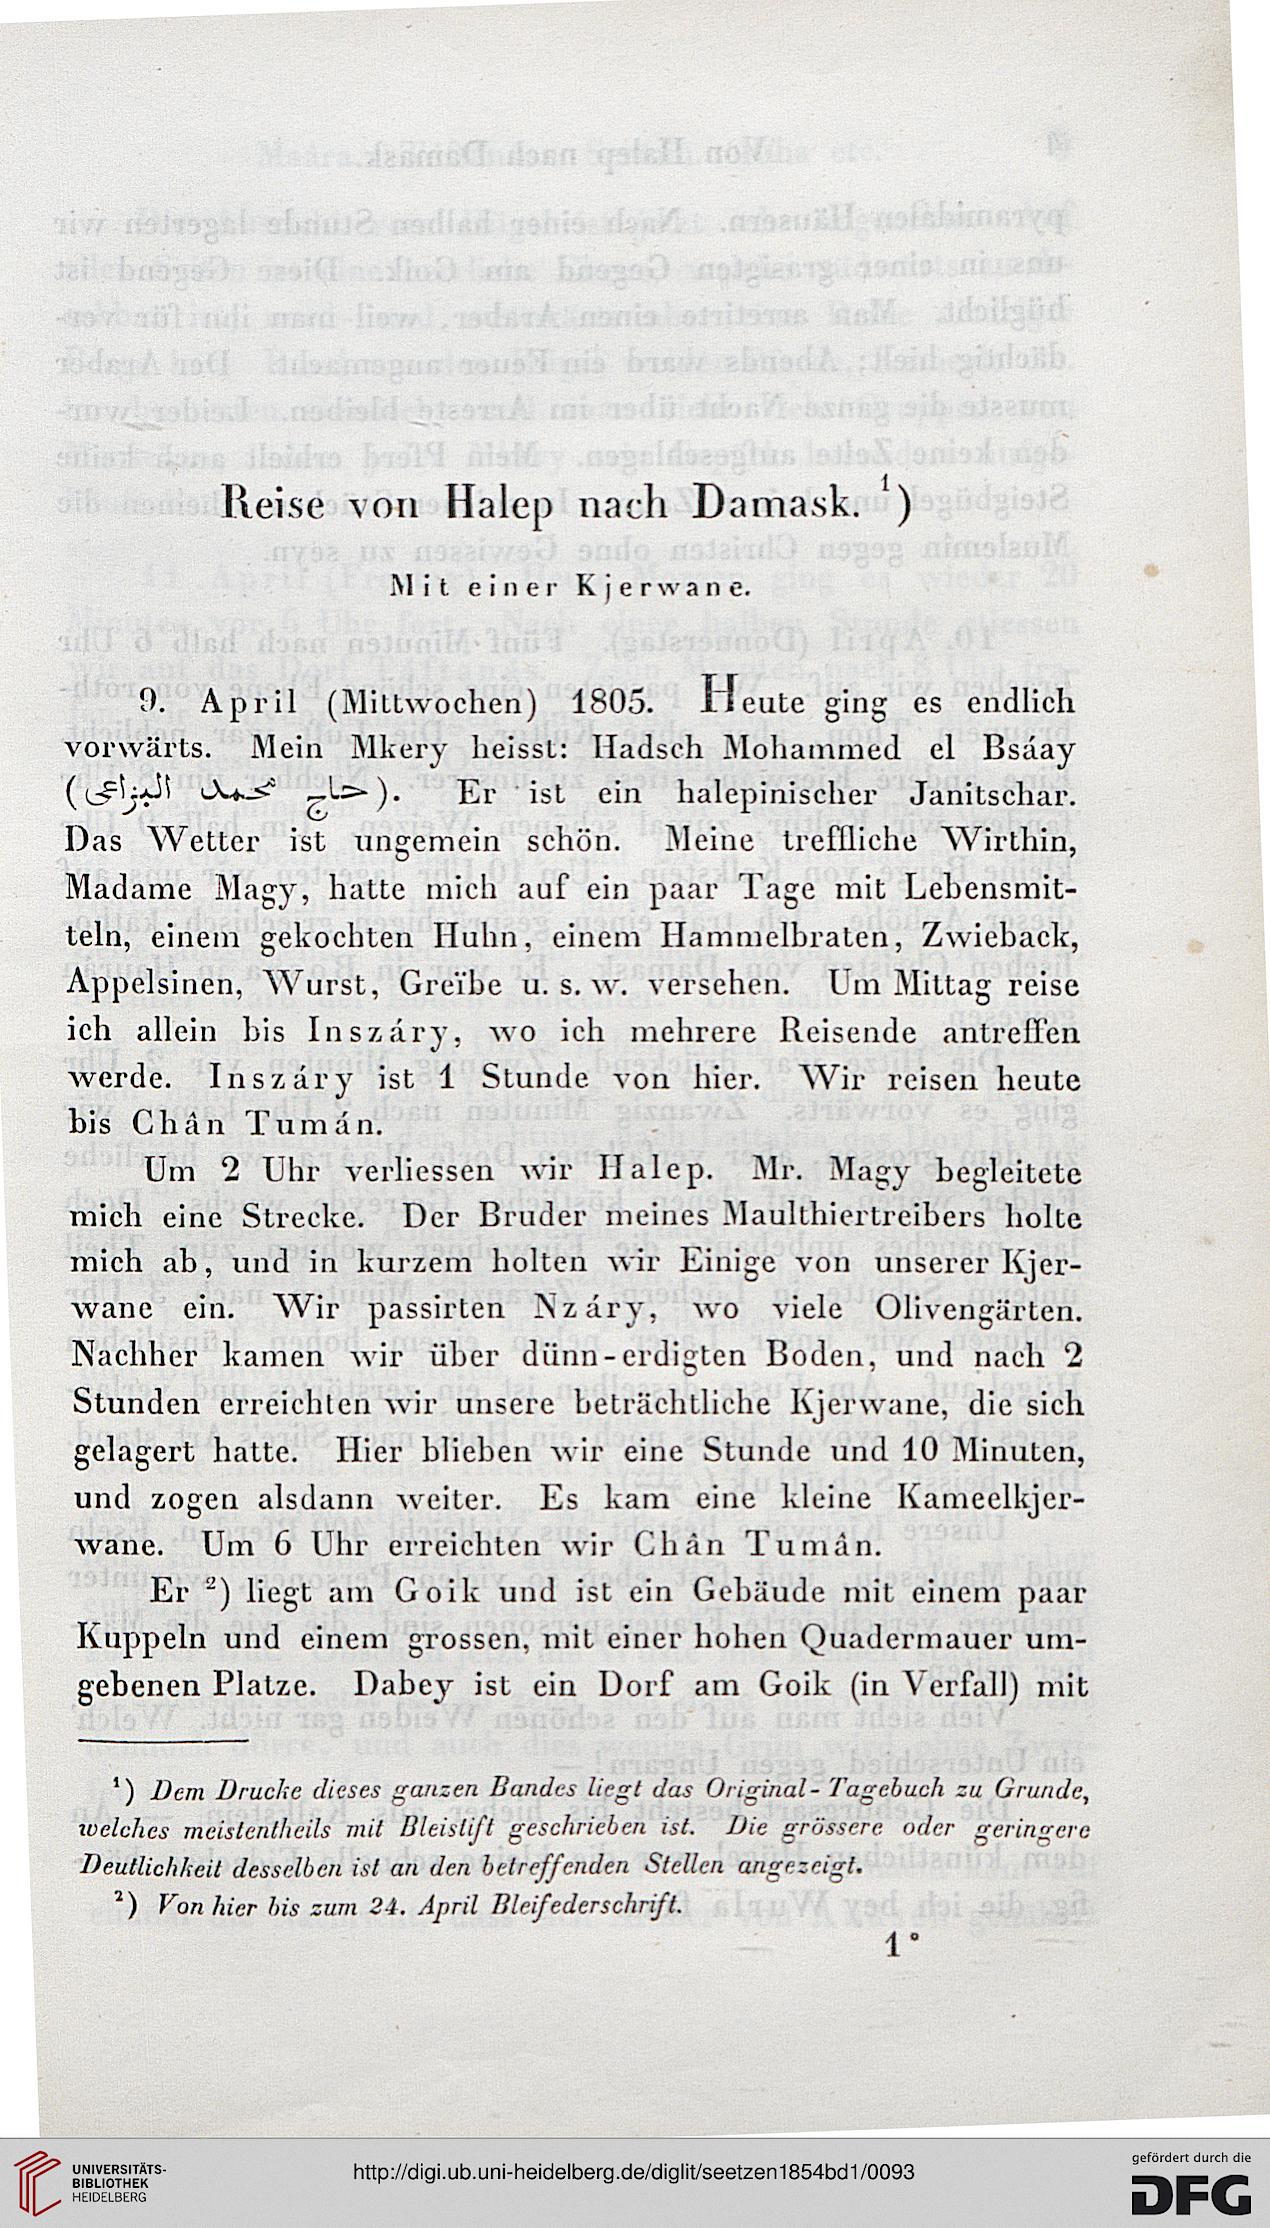 Reise von Halep nach Damask. ¹)
Mit einer Kjerwane.
9. April (Mittwochen) 1805. Heute ging es endlich
vorwärts. Mein Mkery heisst: Hadsch Mohammed el Bsáay
(حاج محمد البزاعى). Er ist ein halepinischer Janitschar.
Das Wetter ist ungemein schön. Meine treffliche Wirthin,
Madame Magy, hatte mich auf ein paar Tage mit Lebensmit-
teln, einem gekochten Huhn, einem Hammelbraten, Zwieback,
Appelsinen, Wurst, Greïbe u. s. w. versehen. Um Mittag reise
ich allein bis Inszáry, wo ich mehrere Reisende antreffen
werde. Inszáry ist 1 Stunde von hier. Wir reisen heute
bis Chân Tumán.
Um 2 Uhr verliessen wir Halep. Mr. Magy begleitete
mich eine Strecke. Der Bruder meines Maulthiertreibers holte
mich ab, und in kurzem holten wir Einige von unserer Kjer-
wane ein. Wir passirten Nzáry, wo viele Olivengärten.
Nachher kamen wir über dünn-erdigten Boden, und nach 2
Stunden erreichten wir unsere beträchtliche Kjerwane, die sich
gelagert hatte. Hier blieben wir eine Stunde und 10 Minuten,
und zogen alsdann weiter. Es kam eine kleine Kameelkjer-
wane. Um 6 Uhr erreichten wir Chân Tumân.
Er ²) liegt am Goik und ist ein Gebäude mit einem paar
Kuppeln und einem grossen, mit einer hohen Quadermauer um-
gebenen Platze. Dabey ist ein Dorf am Goik (in Verfall) mit
¹) Dem Drucke dieses ganzen Bandes liegt das Original-Tagebuch zu Grunde,
welches meistentheils mit Bleistift geschrieben ist. Die grössere oder geringere
Deutlichkeit desselben ist an den betreffenden Stellen angezeigt.
²) Von hier bis zum 24. April Bleifederschrift.
1*
UNIVERSITÄTS-
BIBLIOTHEK
HEIDELBERG
http://digi.ub.uni-heidelberg.de/diglit/seetzen1854bd1/0093
gefördert durch die
DFG